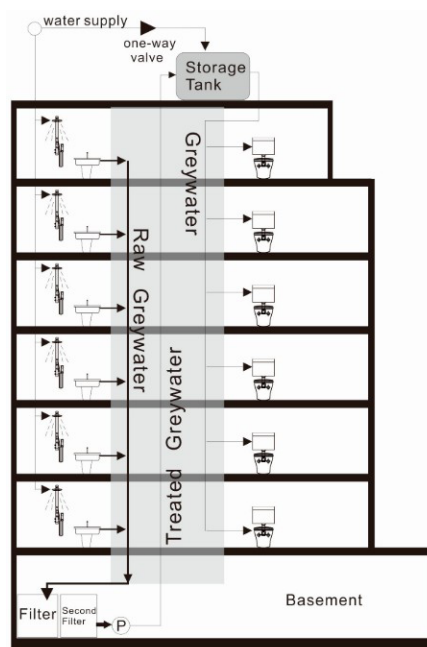 water supply
one-way
valve
Storage
Tank
Greywater
Raw Greywater
Treated Greywater
Filter
Second
Filter
P
Basement